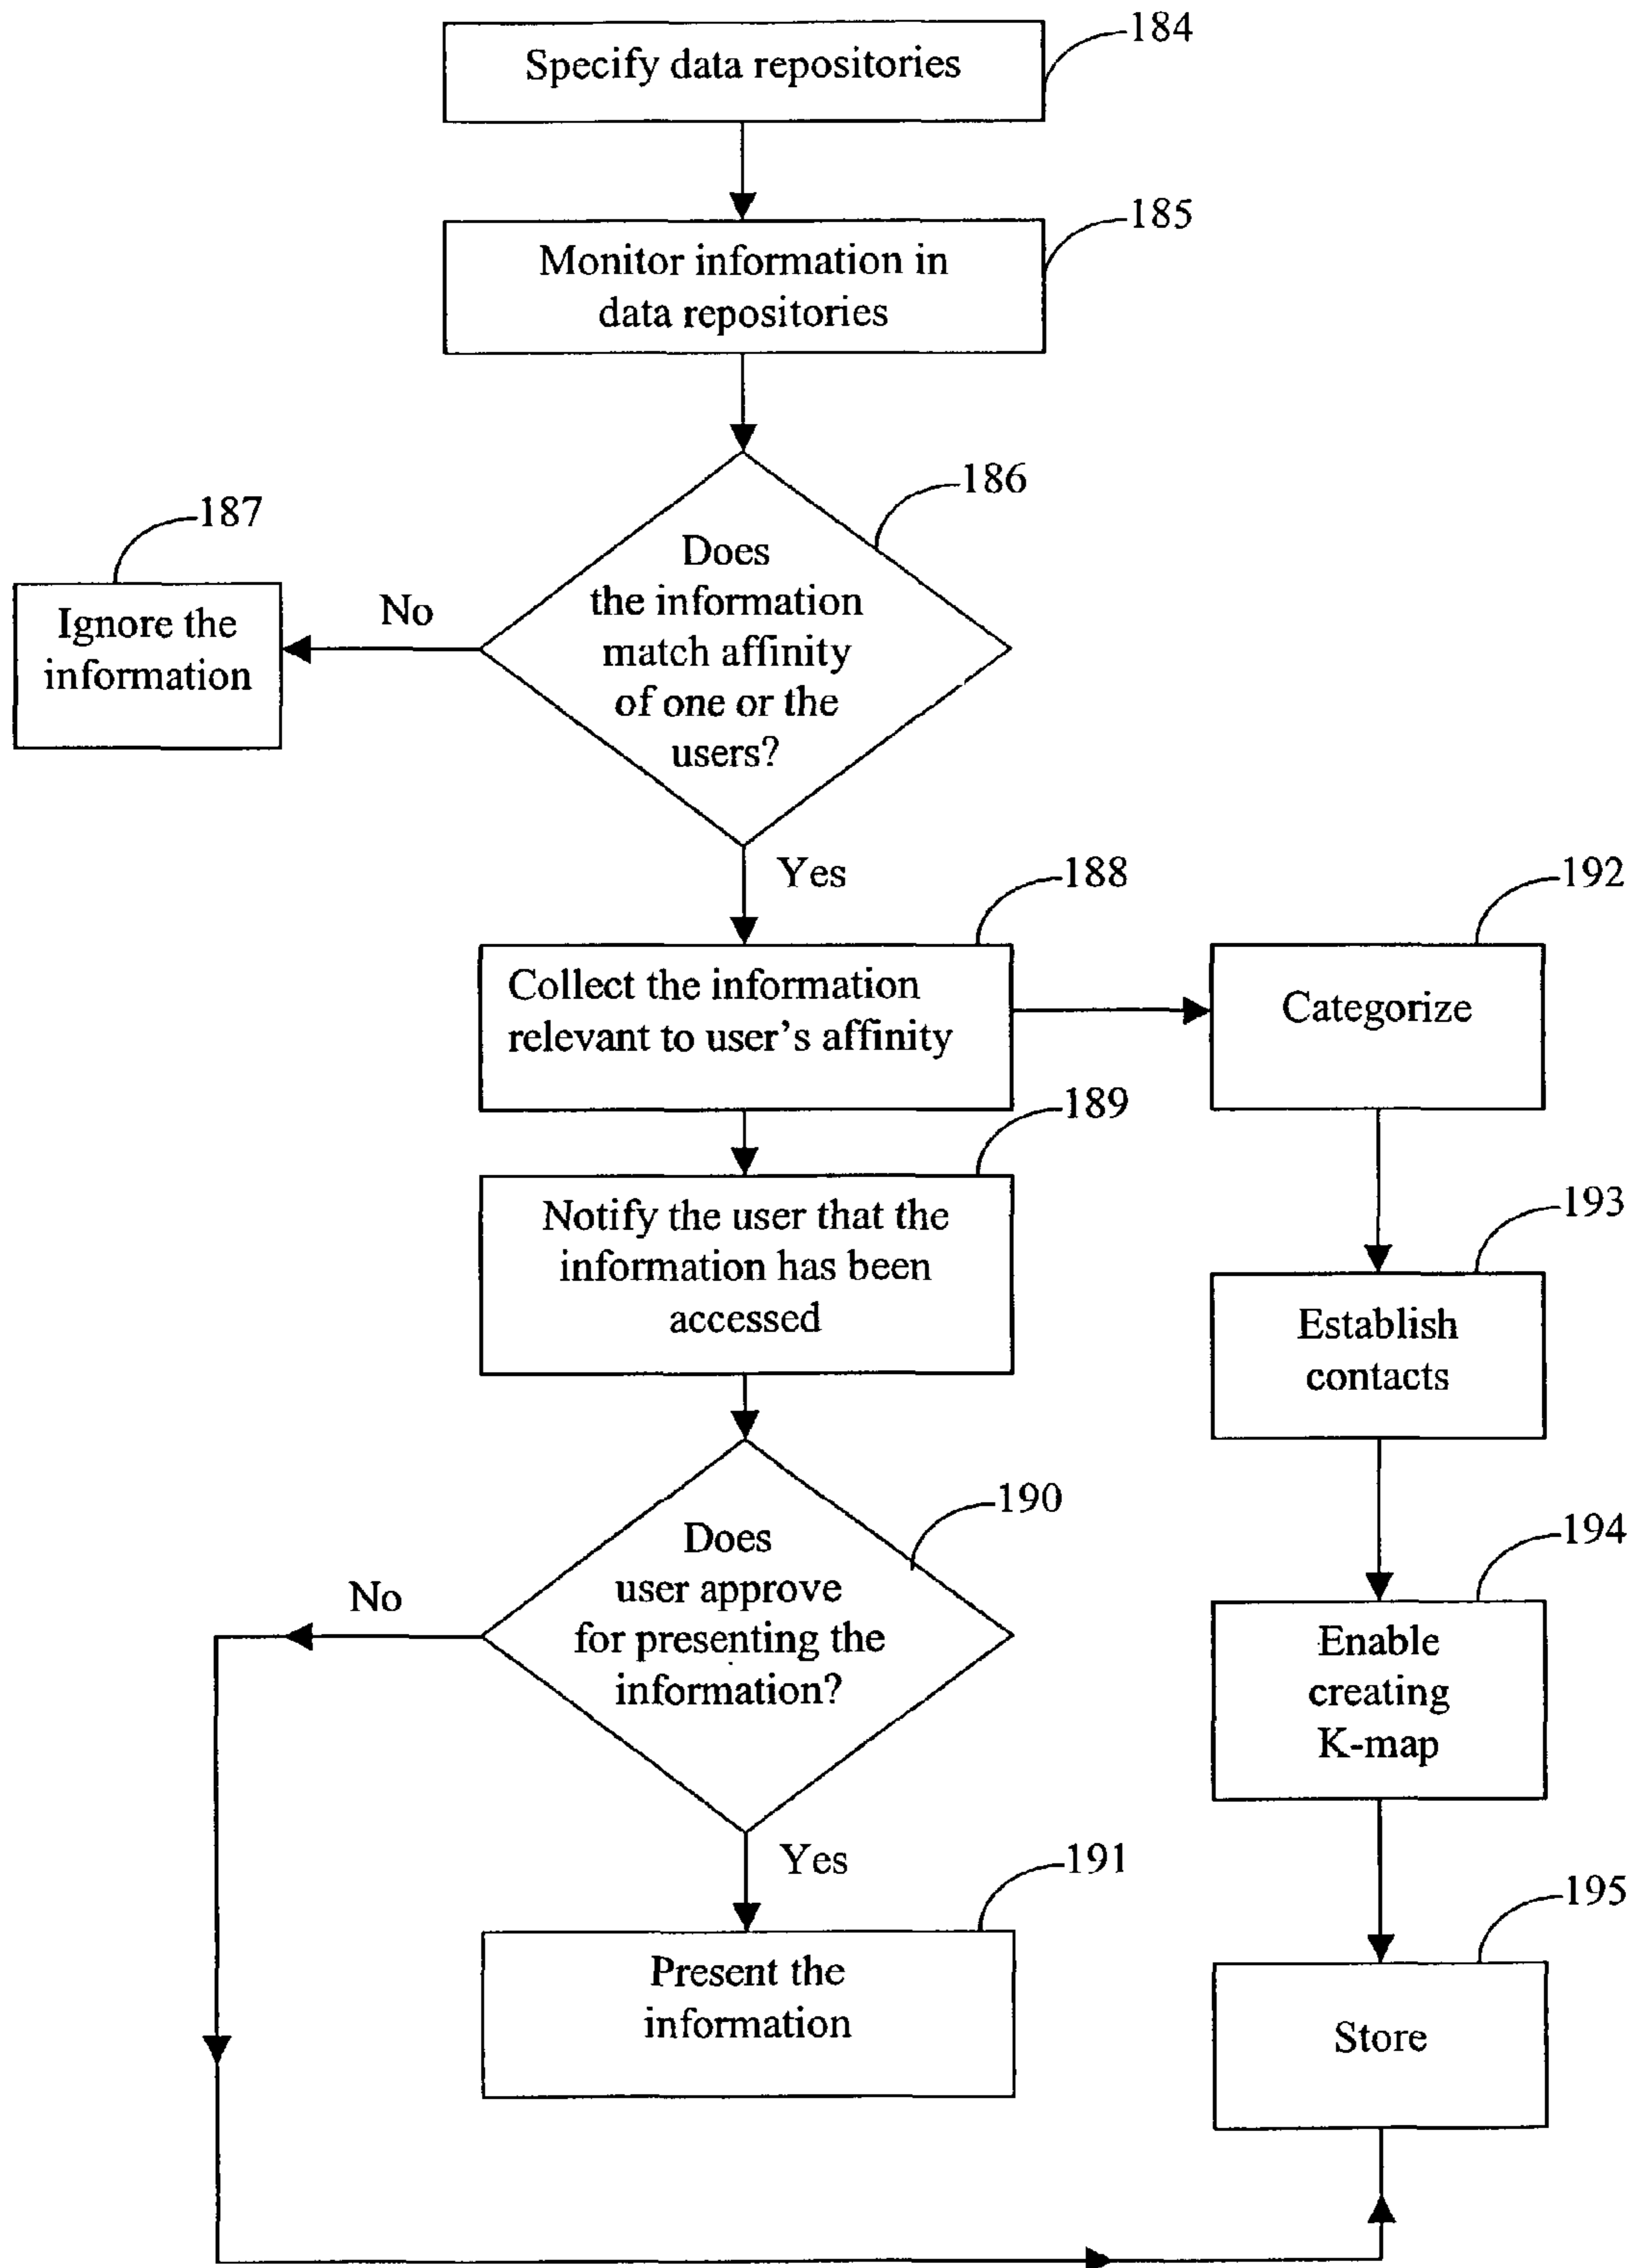 184
Specify data repositories
185
Monitor information in
data repositories
186
187
Does
the information
match affinity
of one or the
users?
No
Ignore the
information
Yes
188
192
Collect the information
relevant to user's affinity
Categorize
189
Notify the user that the
information has been
accessed
193
Establish
contacts
190
Does
user approve
for presenting the
information?
No
194
Enable
creating
K-map
Yes
191
Present the
information
195
Store